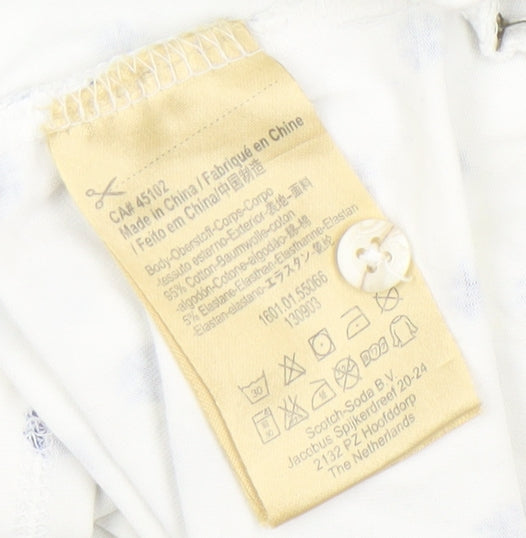 CA# 45102
Made in China / Fabriqué en Chine
/ Feito em China/中国制造
Body-Oberstoff-Corps-Corpo
-tessuto esterno-Exterior-表地-面料
95% Cotton-Baumwolle-coton
-algodón-Cotone-algodão-綿-棉
5% Elastane-Elasthan-Elasthanne-Elastan
-Elastan-elastano-エラスタン-氨纶
1601.01.55066
130903
30
Scotch-Soda B.V.
Jacobus Spijkerdreef 20-24
2132 PZ Hoofddorp
The Netherlands